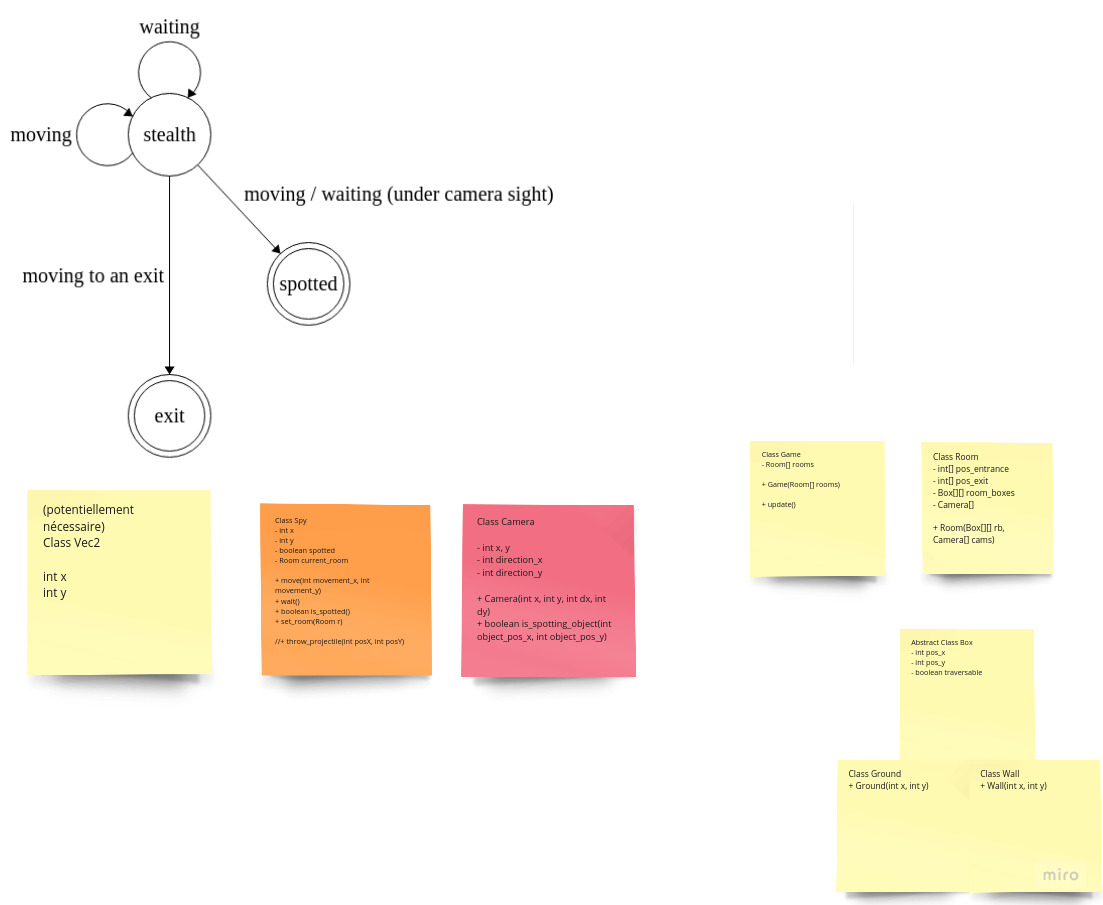 waiting
moving
stealth
moving / waiting (under camera sight)
moving to an exit
spotted
exit
(potentiellement
nécessaire)
Class Vec2
int x
int y
Class Spy
- int x
- int y
- boolean spotted
- Room current_room
+ move(int movement_x, int
movement_y)
+ wait()
+ boolean is_spotted()
+ set_room(Room r)
//+ throw_projectile(int posX, int posY)
Class Camera
- int x, y
- int direction_x
- int direction_y
+ Camera(int x, int y, int dx, int
dy)
+ boolean is_spotting_object(int
object_pos_x, int object_pos_y)
Class Game
- Room[] rooms
+ Game(Room[] rooms)
+ update()
Class Room
- int[] pos_entrance
- int[] pos_exit
- Box[][] room_boxes
- Camera[]
+ Room(Box[][] rb,
Camera[] cams)
Abstract Class Box
- int pos_x
- int pos_y
- boolean traversable
Class Ground
+ Ground(int x, int y)
Class Wall
+ Wall(int x, int y)
miro